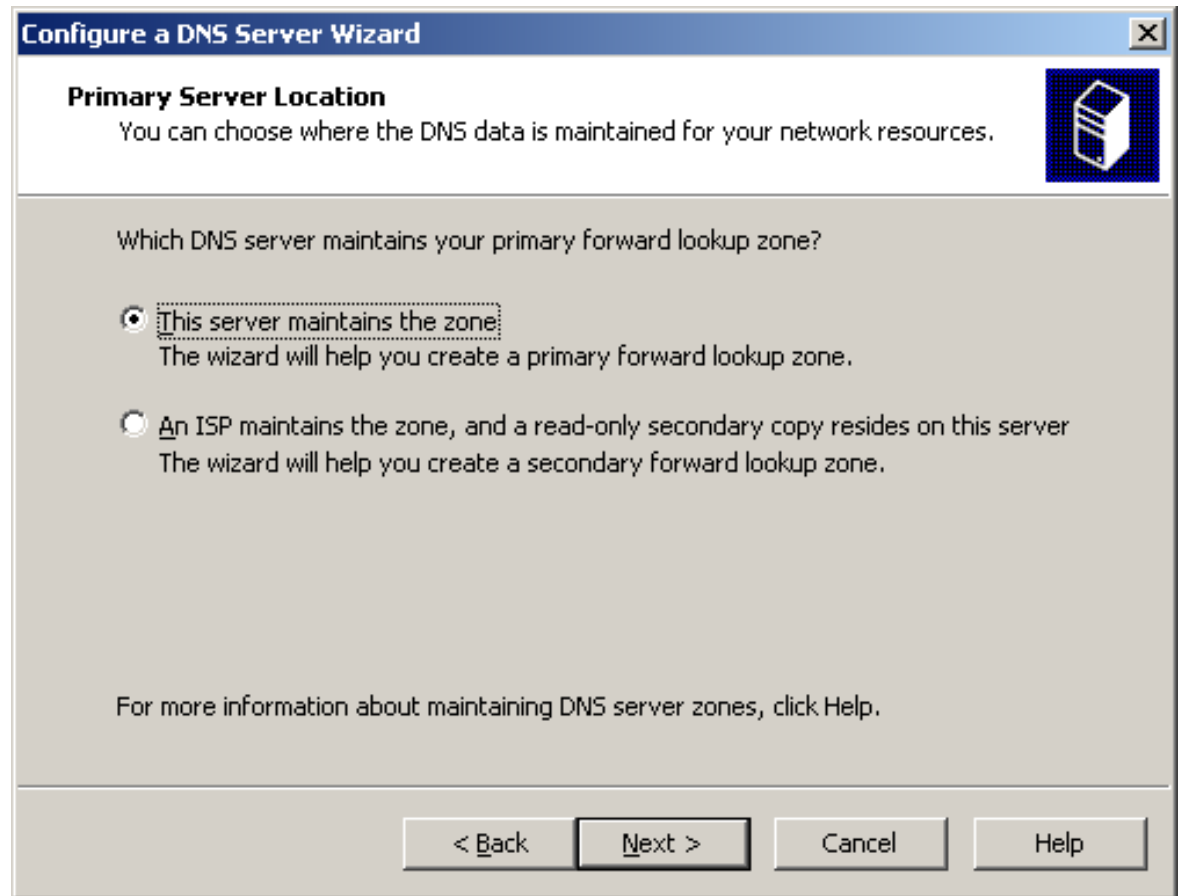 Configure a DNS Server Wizard
Primary Server Location
You can choose where the DNS data is maintained for your network resources.
Which DNS server maintains your primary forward lookup zone?
This server maintains the zone
The wizard will help you create a primary forward lookup zone.
An ISP maintains the zone, and a read-only secondary copy resides on this server
The wizard will help you create a secondary forward lookup zone.
For more information about maintaining DNS server zones, click Help.
< Back Next > Cancel Help